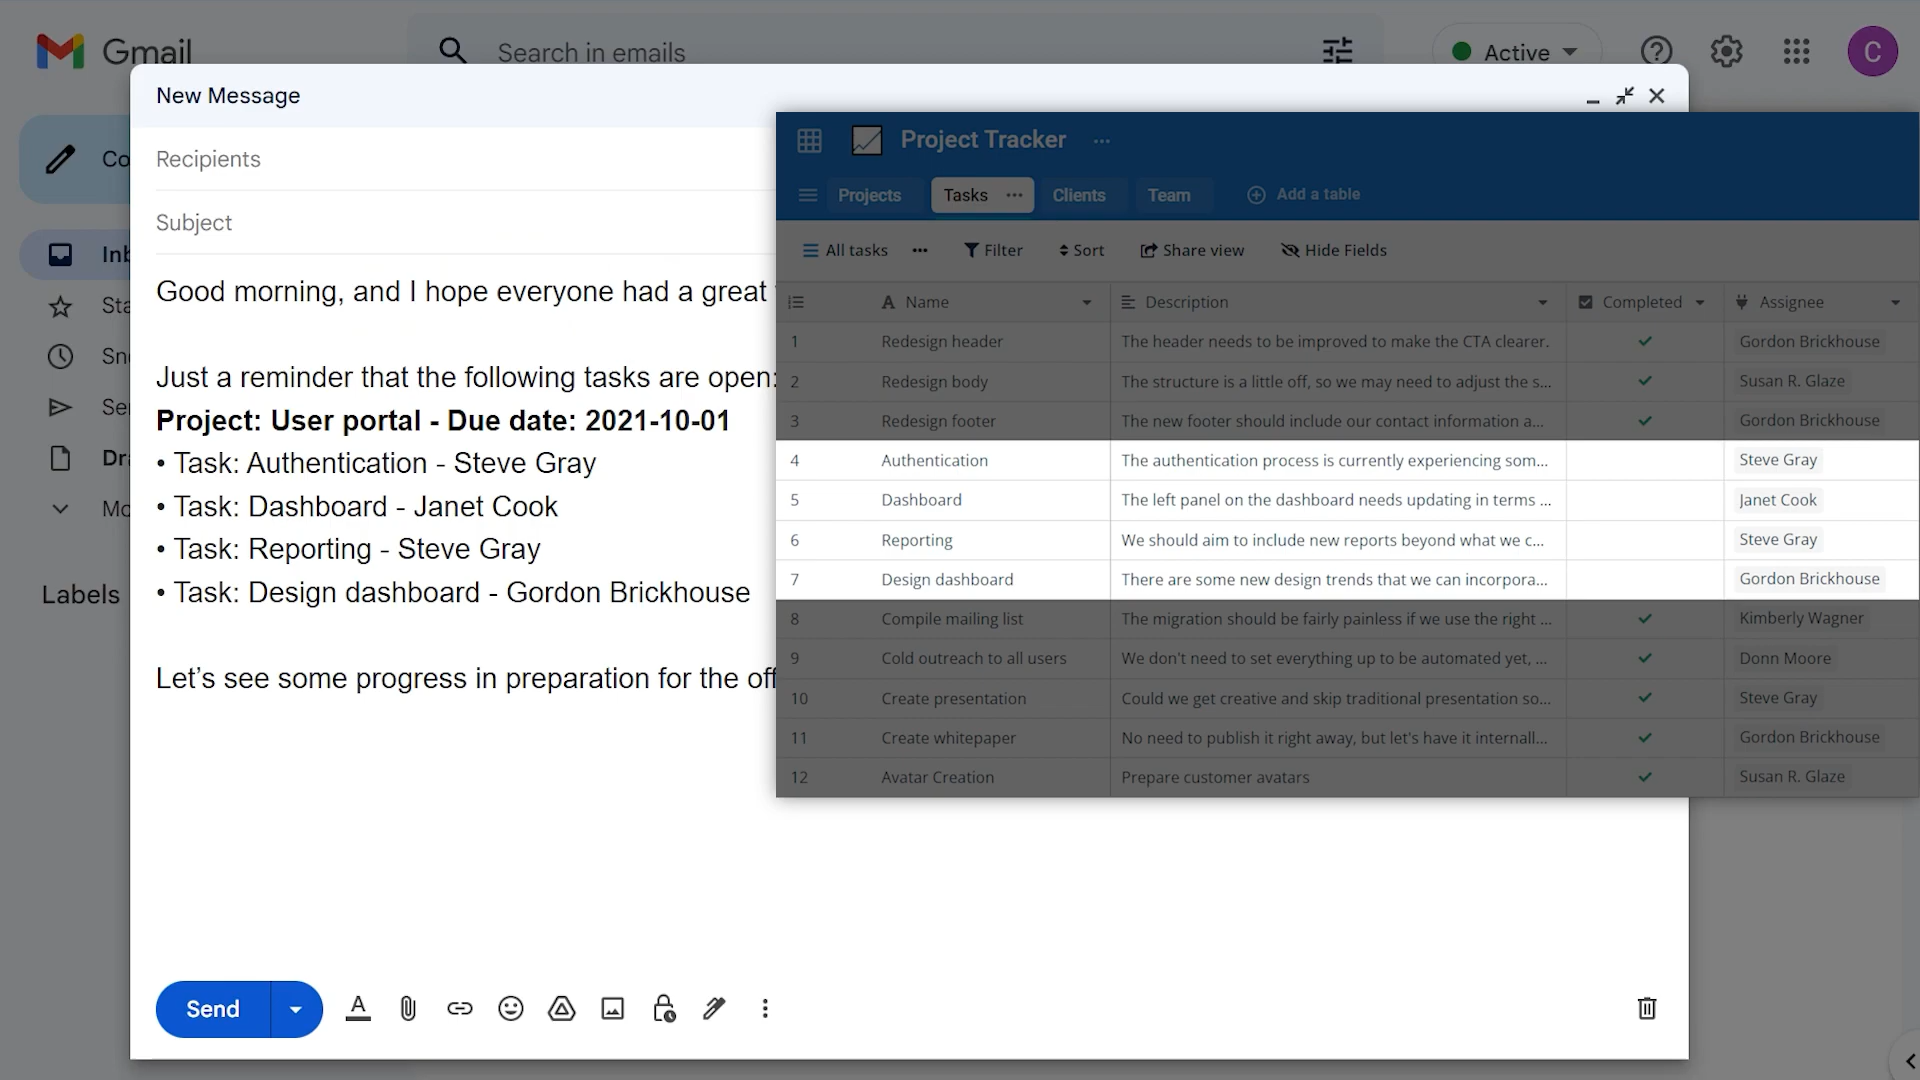 Gmail
Search in emails
Active
C
New Message
Recipients
Subject
Good morning, and I hope everyone had a great
Just a reminder that the following tasks are open:
Project: User portal - Due date: 2021-10-01
• Task: Authentication - Steve Gray
• Task: Dashboard - Janet Cook
• Task: Reporting - Steve Gray
• Task: Design dashboard - Gordon Brickhouse
Let’s see some progress in preparation for the off
Send
Co
Inb
Sta
Sno
Sen
Dra
Mo
Labels
Project Tracker
Projects Tasks Clients Team Add a table
All tasks Filter Sort Share view Hide Fields
Name Description Completed Assignee
1 Redesign header The header needs to be improved to make the CTA clearer. Gordon Brickhouse
2 Redesign body The structure is a little off, so we may need to adjust the s... Susan R. Glaze
3 Redesign footer The new footer should include our contact information a... Gordon Brickhouse
4 Authentication The authentication process is currently experiencing som... Steve Gray
5 Dashboard The left panel on the dashboard needs updating in terms ... Janet Cook
6 Reporting We should aim to include new reports beyond what we c... Steve Gray
7 Design dashboard There are some new design trends that we can incorpora... Gordon Brickhouse
8 Compile mailing list The migration should be fairly painless if we use the right ... Kimberly Wagner
9 Cold outreach to all users We don't need to set everything up to be automated yet, ... Donn Moore
10 Create presentation Could we get creative and skip traditional presentation so... Steve Gray
11 Create whitepaper No need to publish it right away, but let's have it internall... Gordon Brickhouse
12 Avatar Creation Prepare customer avatars Susan R. Glaze